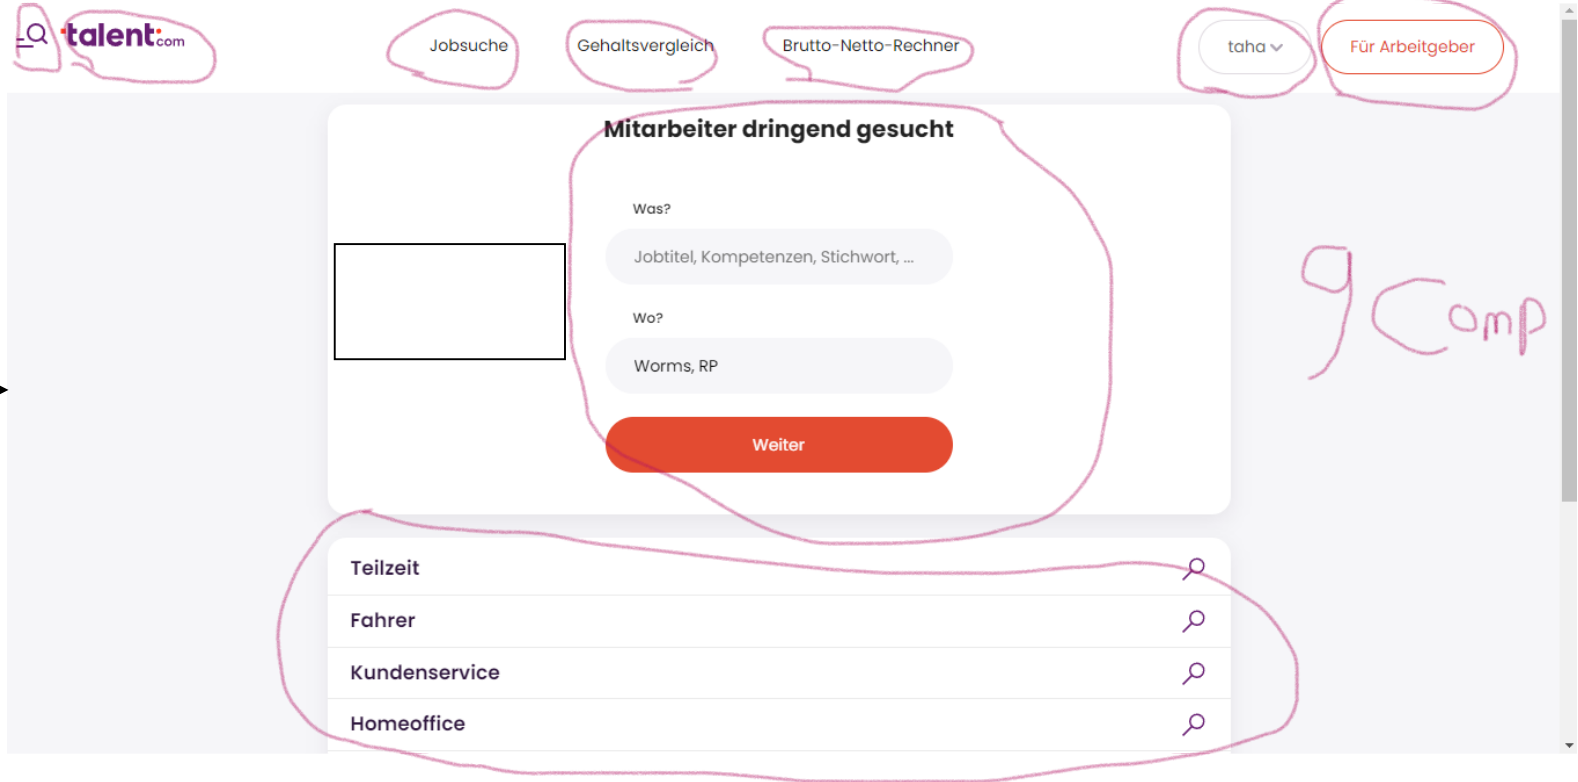 talent.com
Jobsuche
Gehaltsvergleich
Brutto-Netto-Rechner
taha
Für Arbeitgeber
Mitarbeiter dringend gesucht
Was?
Jobtitel, Kompetenzen, Stichwort, ...
Wo?
Worms, RP
Weiter
9 Comp
Teilzeit
Fahrer
Kundenservice
Homeoffice